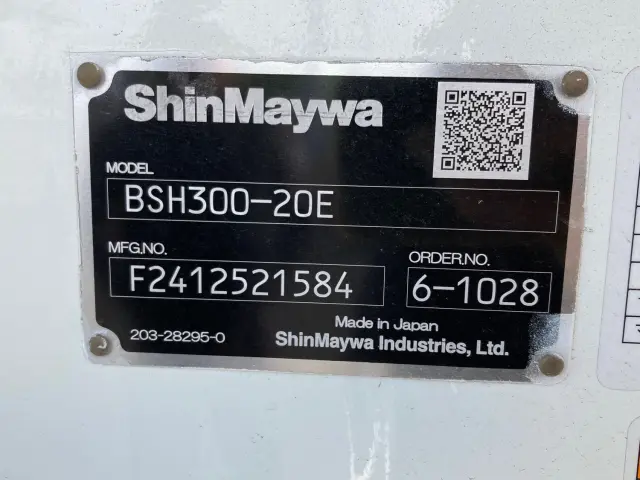 ShinMaywa
MODEL
BSH300-20E
MFG.NO.
F2412521584
ORDER.NO.
6-1028
Made in Japan
203-28295-0
ShinMaywa Industries, Ltd.